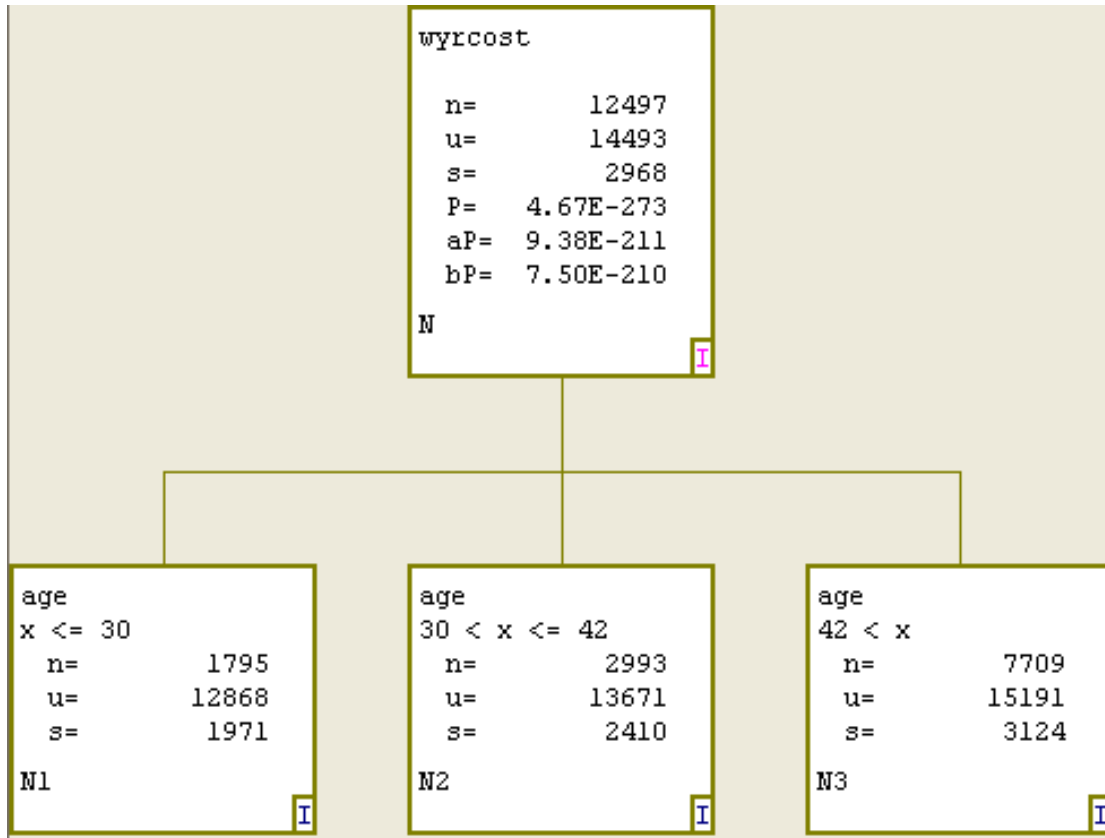 wyrcost
n= 12497
u= 14493
s= 2968
P= 4.67E-273
aP= 9.38E-211
bP= 7.50E-210
N
I
age
x <= 30
n= 1795
u= 12868
s= 1971
N1
I
age
30 < x <= 42
n= 2993
u= 13671
s= 2410
N2
I
age
42 < x
n= 7709
u= 15191
s= 3124
N3
I